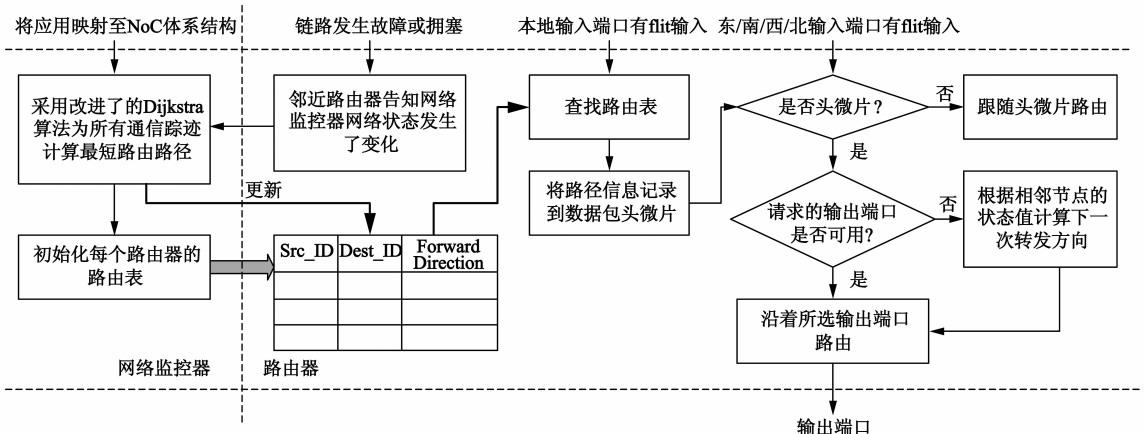 将应用映射至NoC体系结构
链路发生故障或拥塞
本地输入端口有flit输入
东/南/西/北输入端口有flit输入
采用改进了的Dijkstra
算法为所有通信踪迹
计算最短路由路径
邻近路由器告知网络
监控器网络状态发生
了变化
查找路由表
是否头微片?
否
跟随头微片路由
是
更新
将路径信息记录
到数据包头微片
请求的输出端口
是否可用?
否
根据相邻节点的
状态值计算下一
次转发方向
初始化每个路由器的
路由表
Src_ID
Dest_ID
Forward
Direction
是
沿着所选输出端口
路由
网络监控器
路由器
输出端口